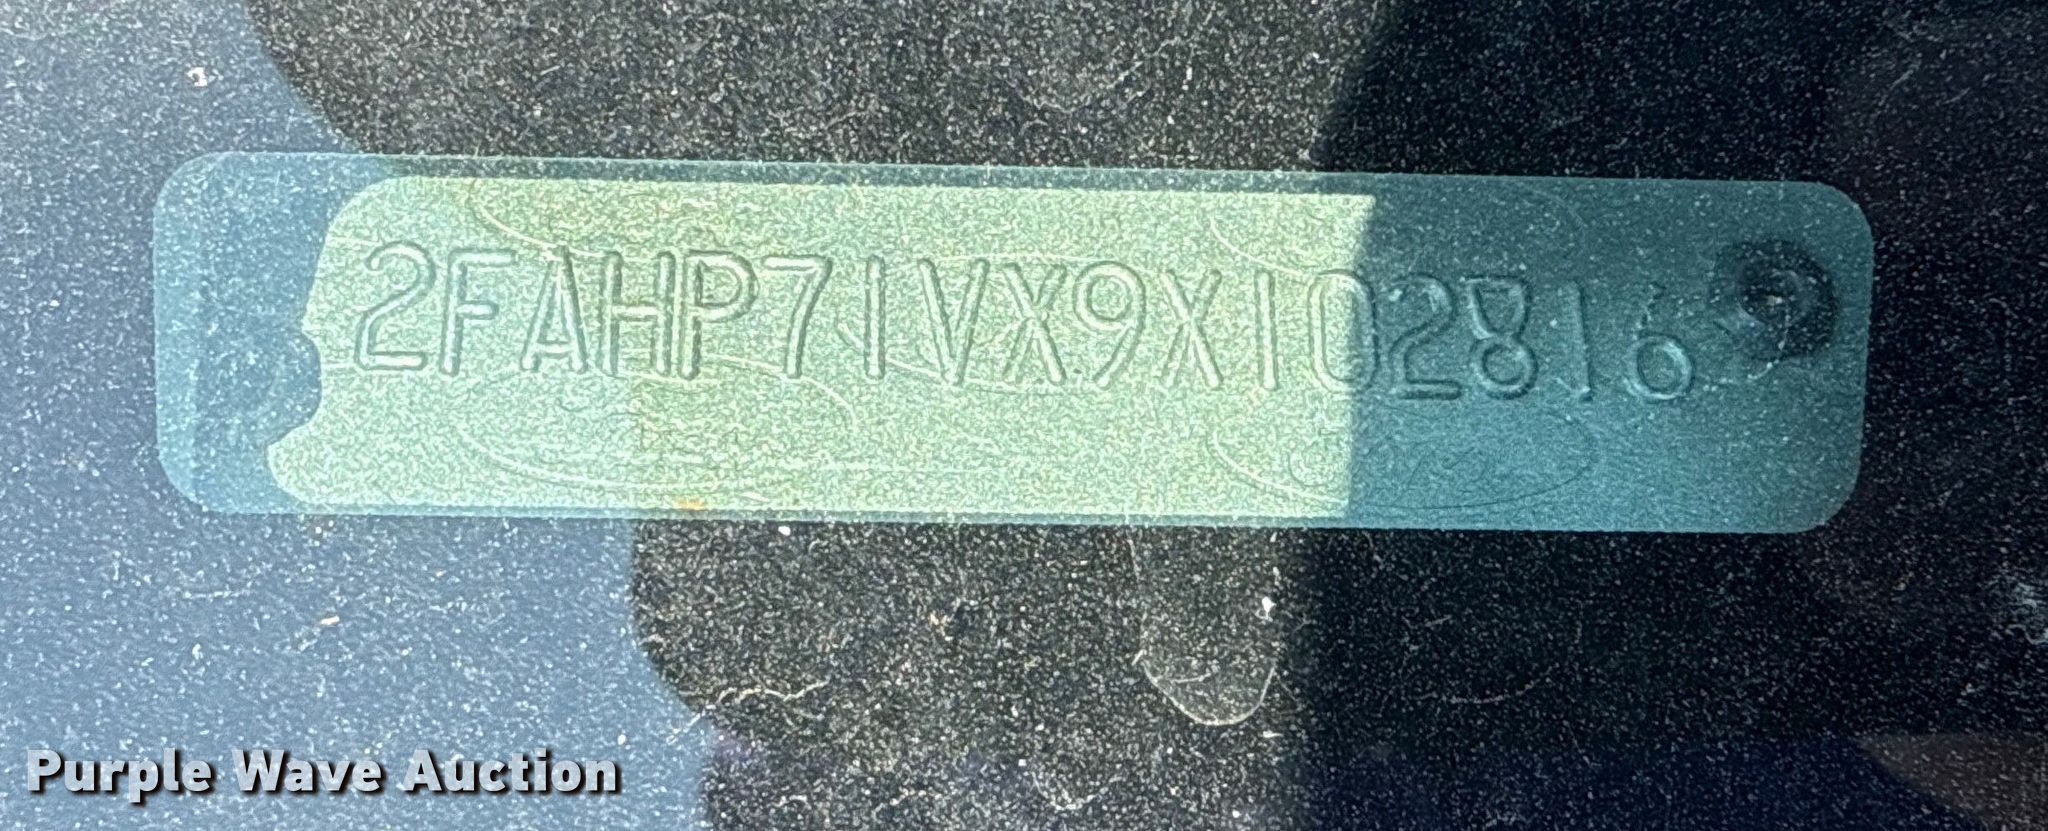 2FAHP71VX9X102816
Purple Wave Auction